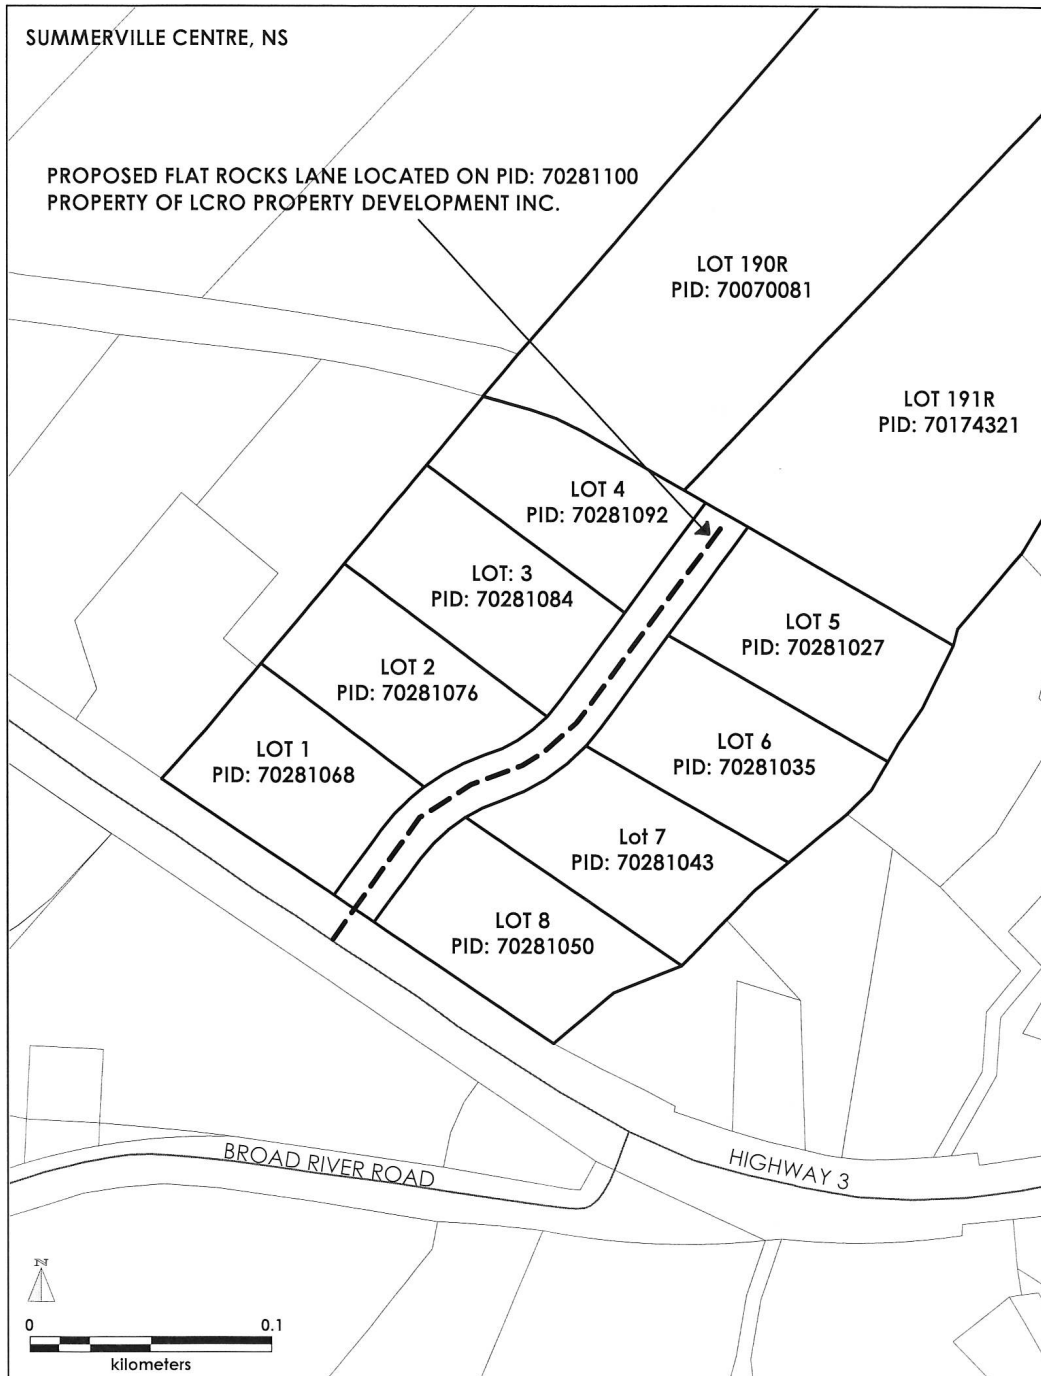 SUMMERVILLE CENTRE, NS
PROPOSED FLAT ROCKS LANE LOCATED ON PID: 70281100
PROPERTY OF LCRO PROPERTY DEVELOPMENT INC.
LOT 190R
PID: 70070081
LOT 191R
PID: 70174321
LOT 4
PID: 70281092
LOT: 3
PID: 70281084
LOT 5
PID: 70281027
LOT 2
PID: 70281076
LOT 6
PID: 70281035
LOT 1
PID: 70281068
Lot 7
PID: 70281043
LOT 8
PID: 70281050
BROAD RIVER ROAD
HIGHWAY 3
N
0 0.1
kilometers